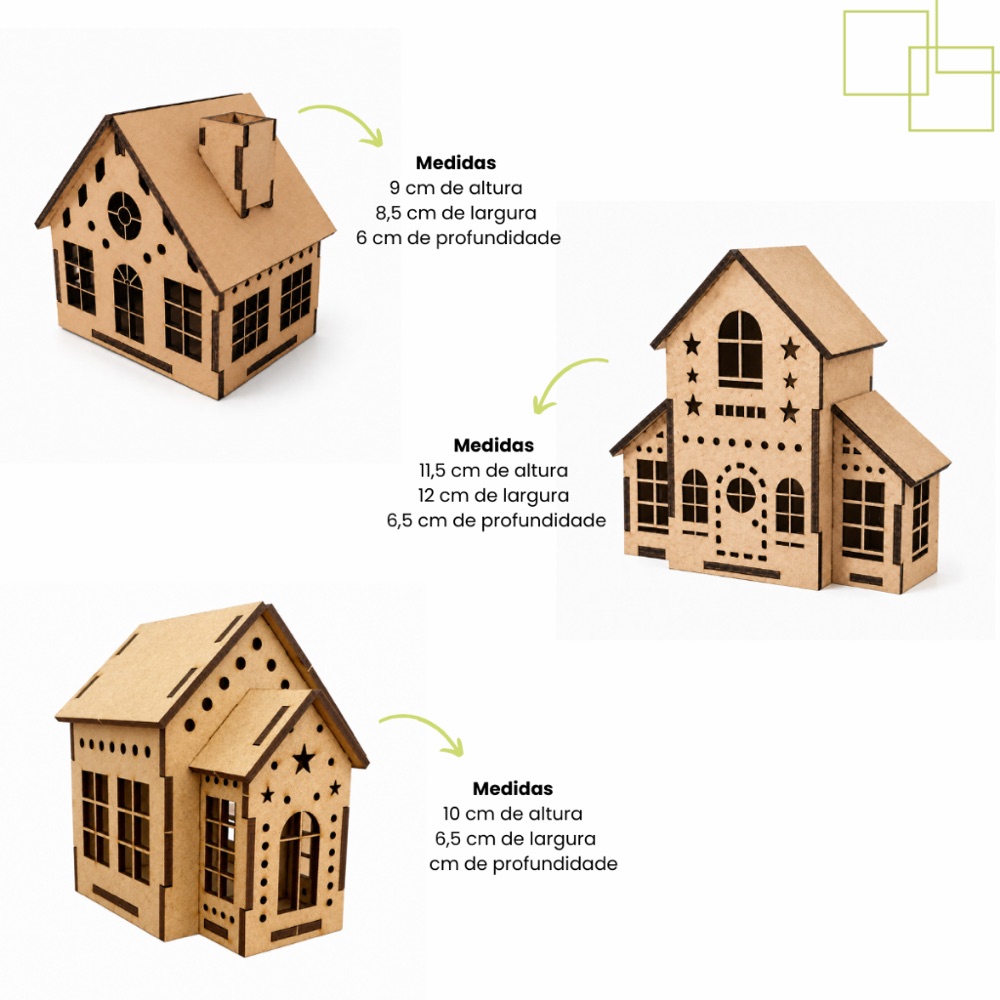 Medidas
9 cm de altura
8,5 cm de largura
6 cm de profundidade
Medidas
11,5 cm de altura
12 cm de largura
6,5 cm de profundidade
Medidas
10 cm de altura
6,5 cm de largura
cm de profundidade